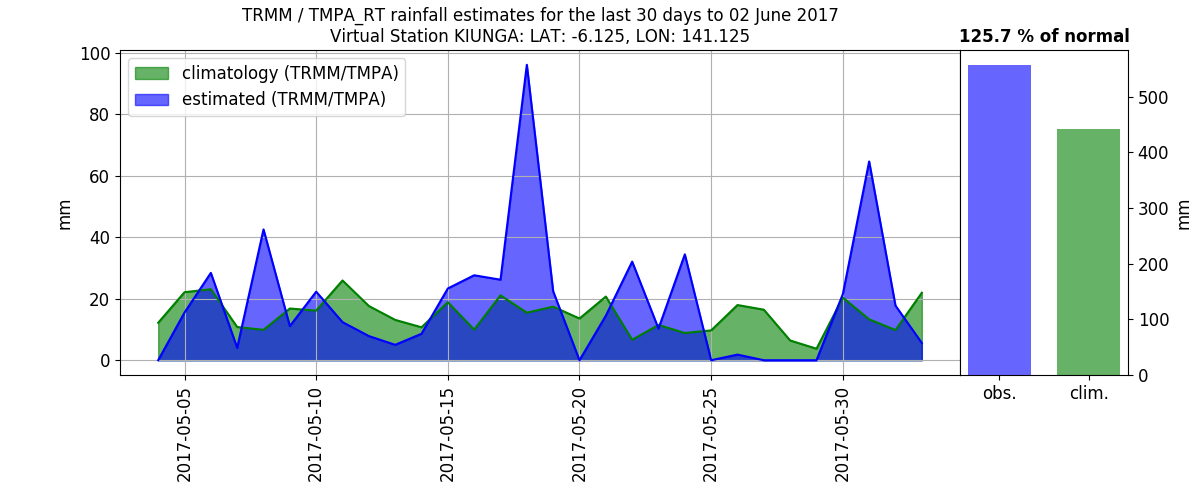 TRMM / TMPA_RT rainfall estimates for the last 30 days to 02 June 2017
Virtual Station KIUNGA: LAT: -6.125, LON: 141.125
125.7 % of normal
climatology (TRMM/TMPA)
estimated (TRMM/TMPA)
100
80
60
40
20
0
mm
2017-05-05
2017-05-10
2017-05-15
2017-05-20
2017-05-25
2017-05-30
obs.
clim.
500
400
300
200
100
0
mm